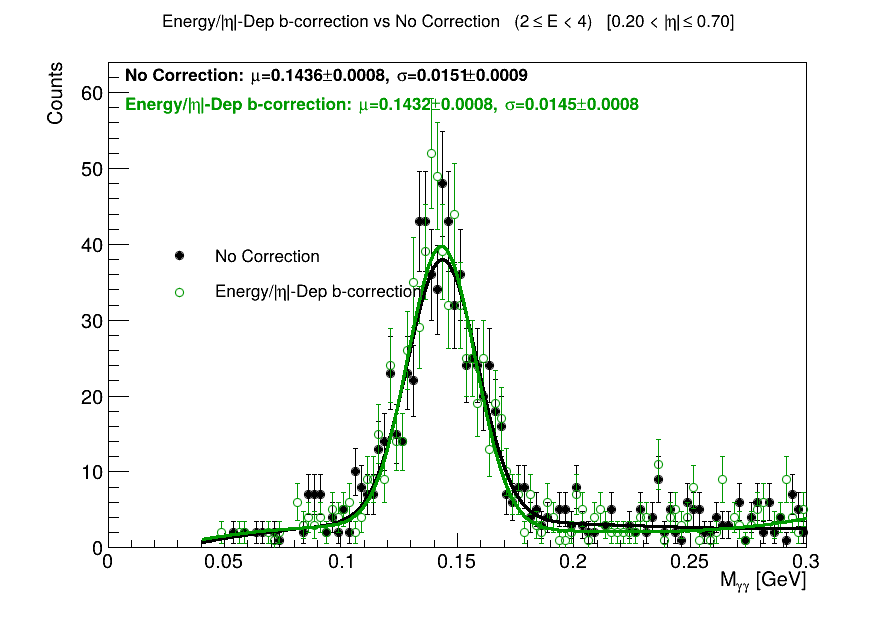 Energy/|η|-Dep b-correction vs No Correction (2 ≤ E < 4) [0.20 < |η| ≤ 0.70]
No Correction: μ=0.1436±0.0008, σ=0.0151±0.0009
Energy/|η|-Dep b-correction: μ=0.1432±0.0008, σ=0.0145±0.0008
Counts
60
50
40
30
20
10
0
No Correction
Energy/|η|-Dep b-correction
0 0.05 0.1 0.15 0.2 0.25 0.3
Mγγ [GeV]